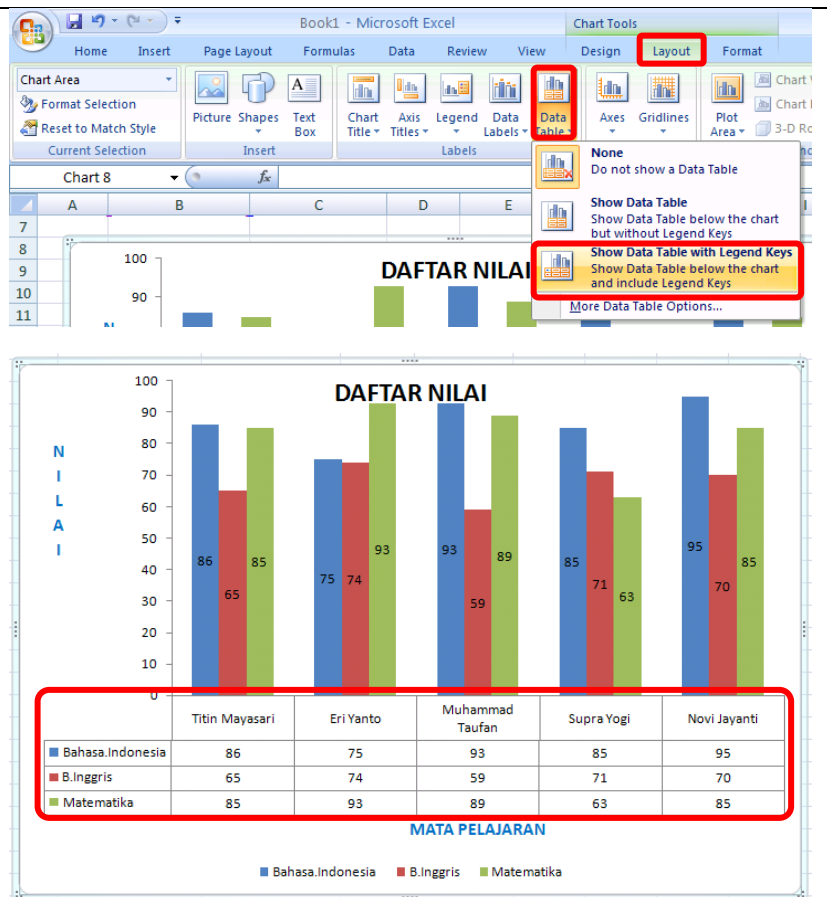 Book1 - Microsoft Excel Chart Tools
Home Insert Page Layout Formulas Data Review View Design Layout Format
Chart Area
Format Selection
Reset to Match Style
Current Selection
Picture Shapes Text Box
Insert
Chart Title Axis Titles Legend Data Labels Data Table
Labels
Axes Gridlines
Plot Area
Chart
Chart
3-D
None
Do not show a Data Table
Show Data Table
Show Data Table below the chart
but without Legend Keys
Show Data Table with Legend Keys
Show Data Table below the chart
and include Legend Keys
More Data Table Options...
Chart 8 fx
A B C D E I
7
8
9
10
11
100
90
DAFTAR NILAI
DAFTAR NILAI
N
I
L
A
I
100
90
80
70
60
50
40
30
20
10
0
86 65 85
75 74 93
93 59 89
85 71 63
95 70 85
Titin Mayasari Eri Yanto Muhammad Taufan Supra Yogi Novi Jayanti
Bahasa.Indonesia 86 75 93 85 95
B.Inggris 65 74 59 71 70
Matematika 85 93 89 63 85
MATA PELAJARAN
Bahasa.Indonesia B.Inggris Matematika